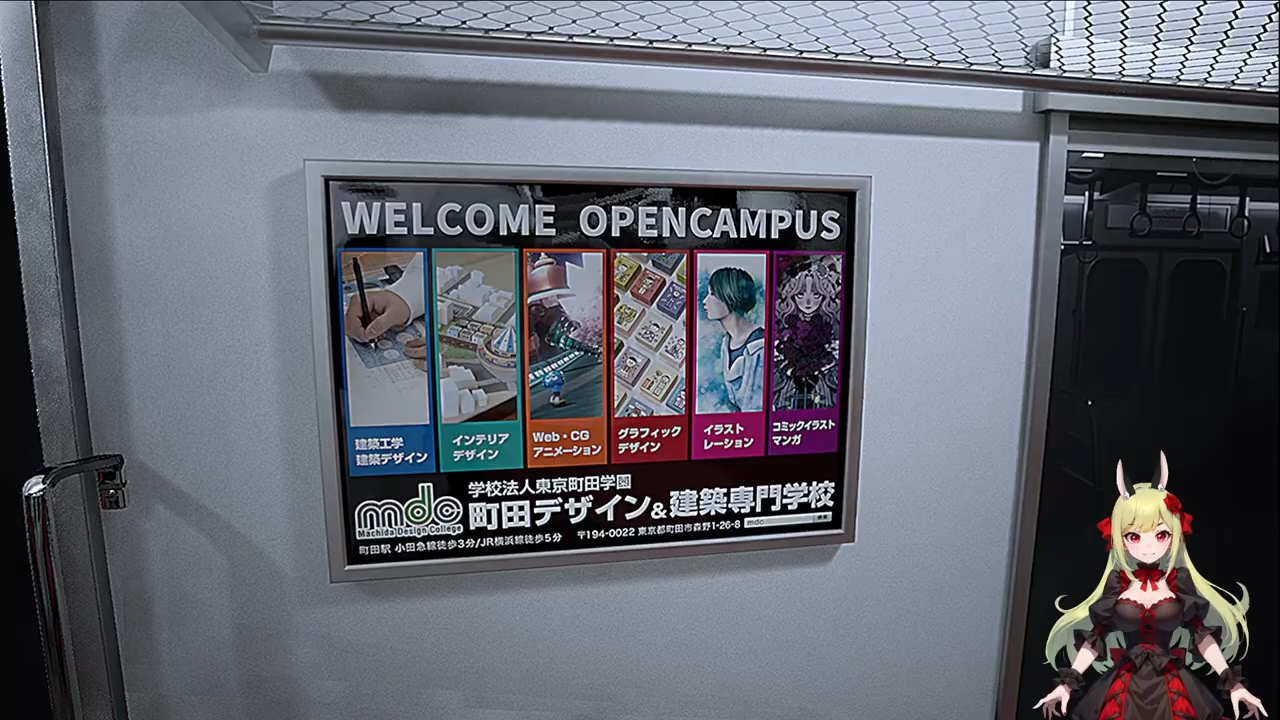 WELCOME OPENCAMPUS
建築工学
建築デザイン
インテリア
デザイン
Web・CG
アニメーション
グラフィック
デザイン
イラスト
レーション
コミックイラスト
マンガ
mdc
Machida Design College
学校法人東京町田学園
町田デザイン&建築専門学校
町田駅 小田急線徒歩3分/JR横浜線徒歩5分 〒194-0022 東京都町田市森野1-26-8
mdc 検索